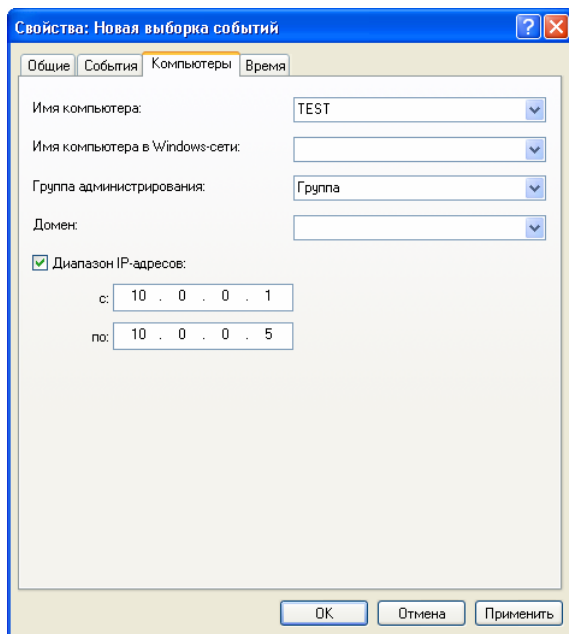 Свойства: Новая выборка событий
Общие События Компьютеры Время
Имя компьютера: TEST
Имя компьютера в Windows-сети:
Группа администрирования: Группа
Домен:
Диапазон IP-адресов:
с: 10 . 0 . 0 . 1
по: 10 . 0 . 0 . 5
OK Отмена Применить